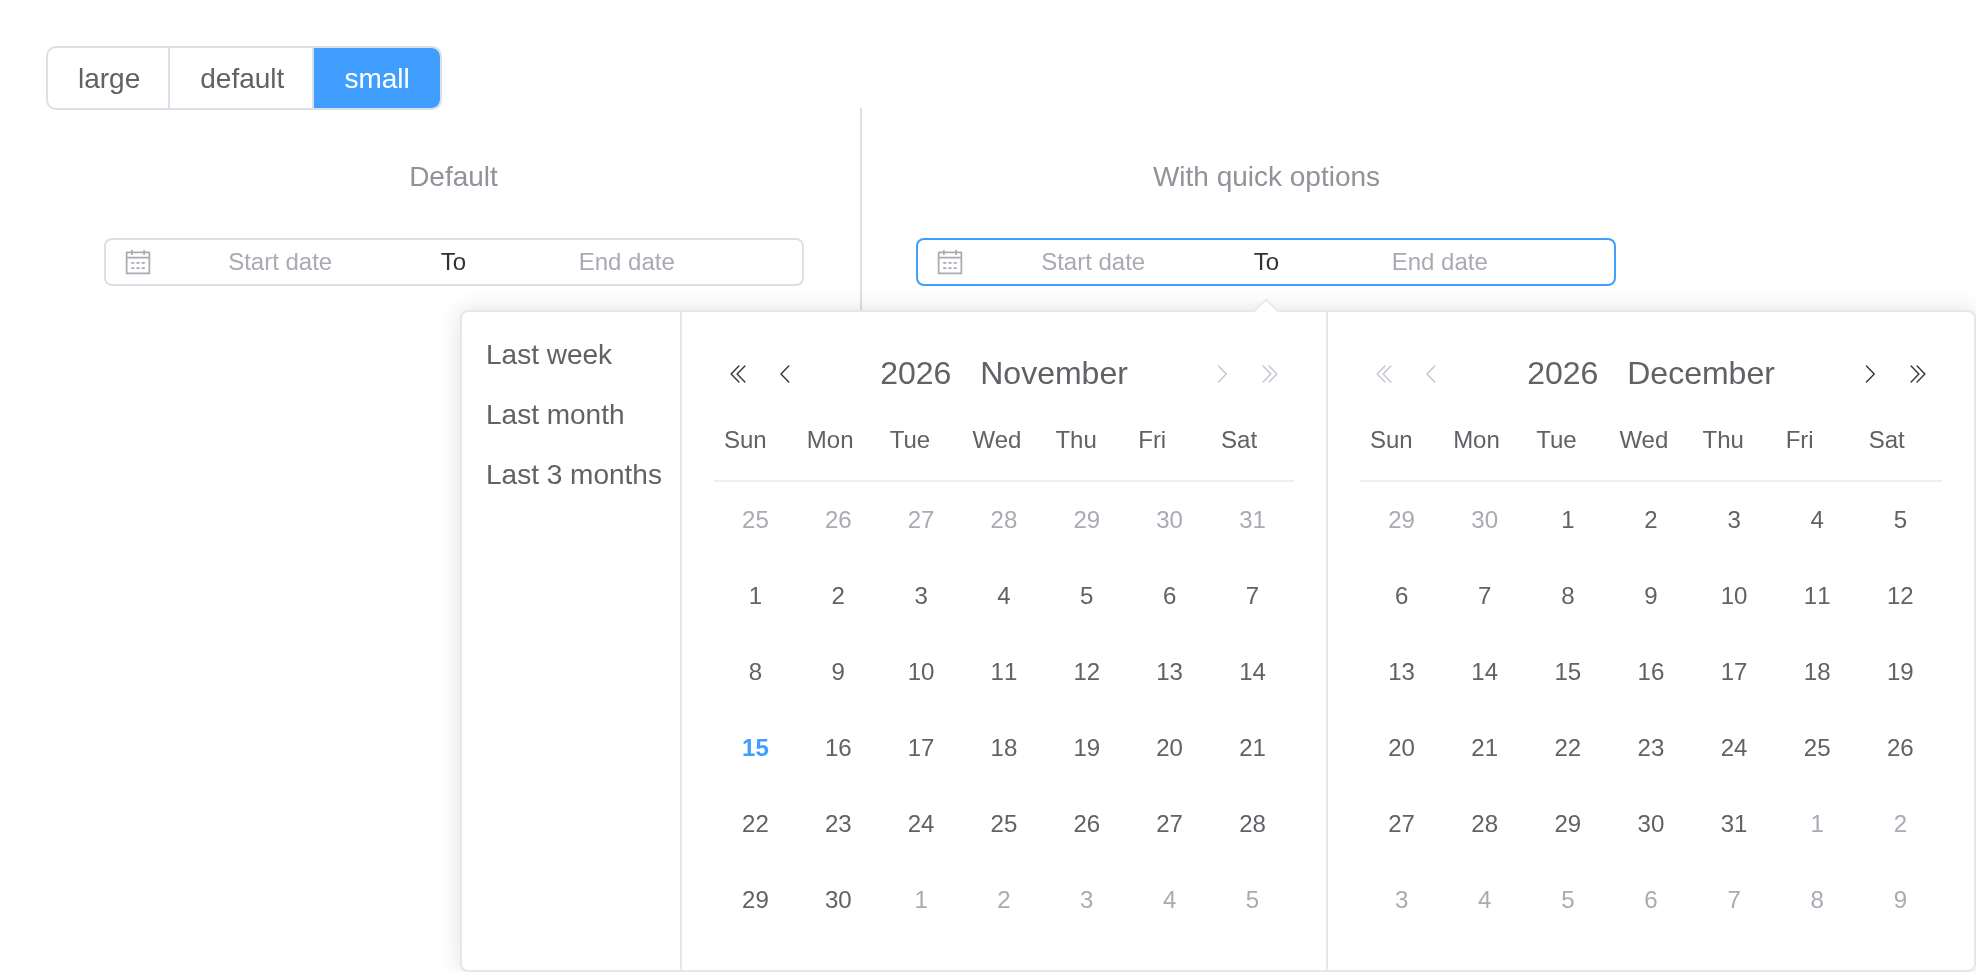 large default small
Default
With quick options
Start date To End date
Start date To End date
Last week
Last month
Last 3 months
2026 November
Sun Mon Tue Wed Thu Fri Sat
25 26 27 28 29 30 31
1 2 3 4 5 6 7
8 9 10 11 12 13 14
15 16 17 18 19 20 21
22 23 24 25 26 27 28
29 30 1 2 3 4 5
2026 December
Sun Mon Tue Wed Thu Fri Sat
29 30 1 2 3 4 5
6 7 8 9 10 11 12
13 14 15 16 17 18 19
20 21 22 23 24 25 26
27 28 29 30 31 1 2
3 4 5 6 7 8 9